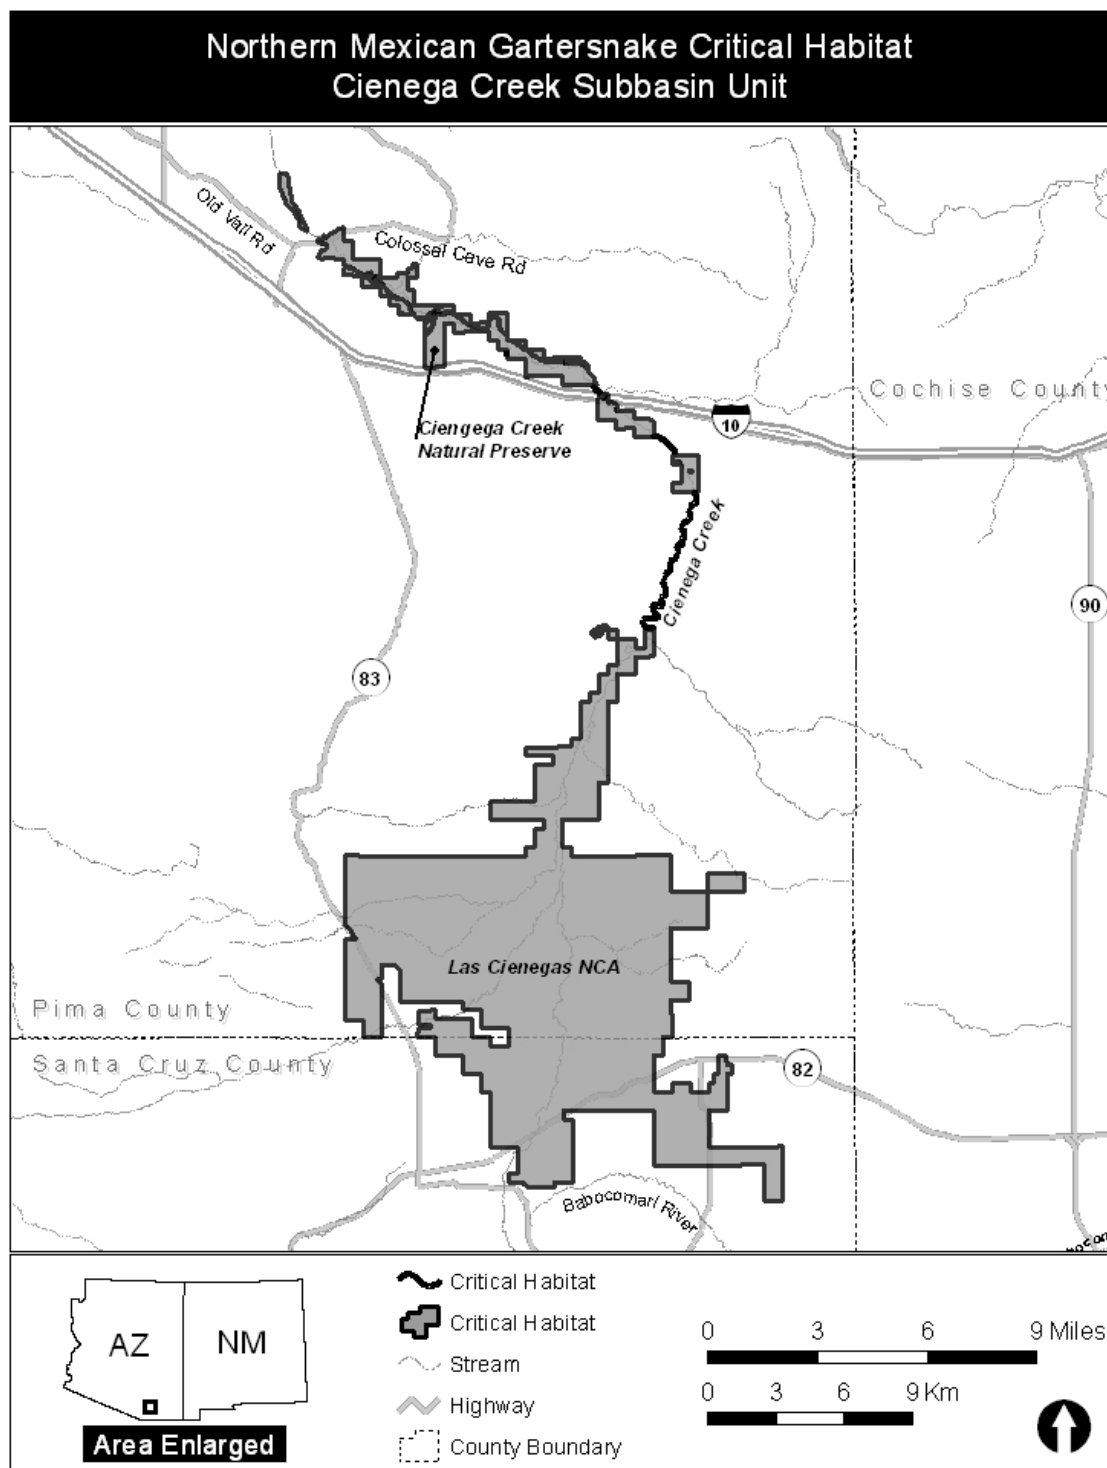 Northern Mexican Gartersnake Critical Habitat
Cienega Creek Subbasin Unit
Old Vail Rd
Colossal Cave Rd
Cochise County
10
Ciengega Creek
Natural Preserve
Cienega Creek
90
83
Las Cienegas NCA
Pima County
Santa Cruz County
82
Babocomari River
AZ
NM
Area Enlarged
Critical Habitat
Critical Habitat
Stream
Highway
County Boundary
0 3 6 9 Miles
0 3 6 9 Km